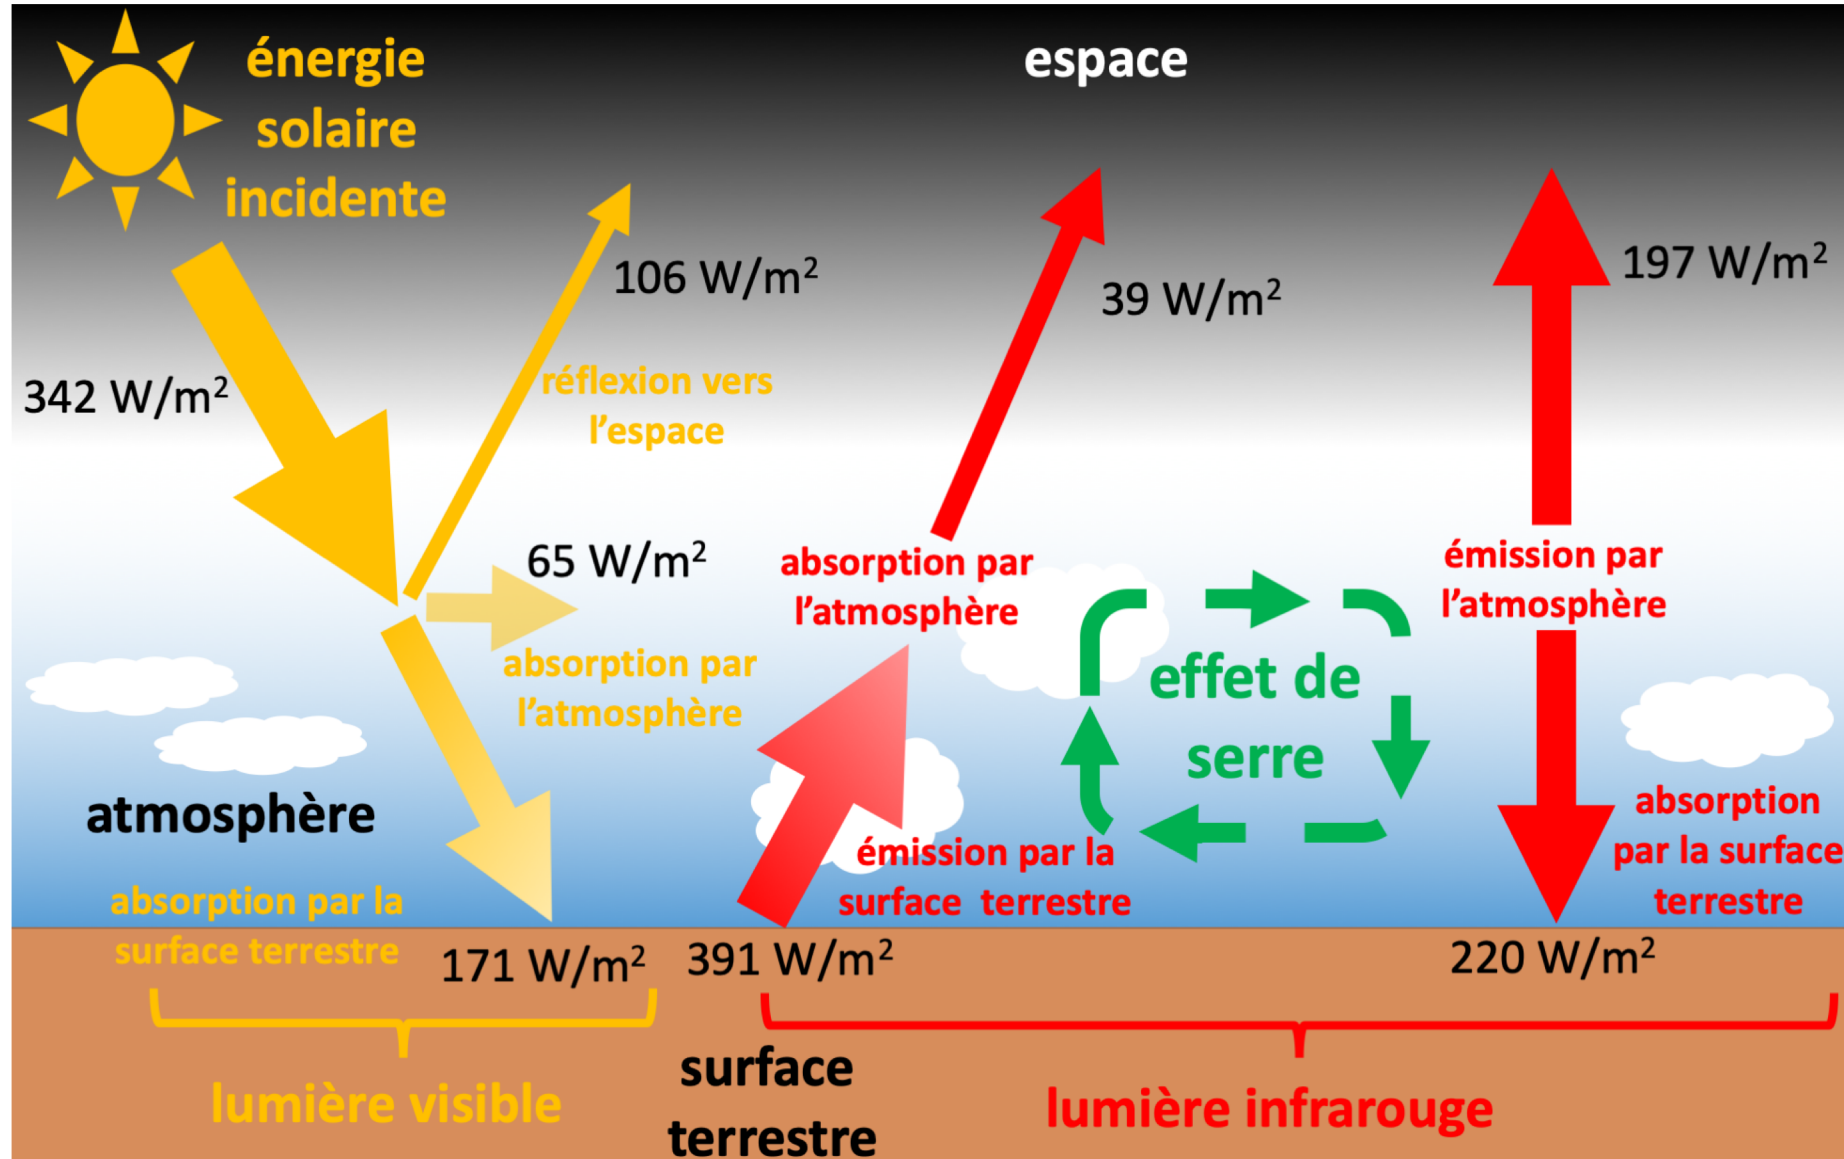 énergie
solaire
incidente
espace
106 W/m²
39 W/m²
197 W/m²
342 W/m²
réflexion vers
l’espace
65 W/m²
absorption par
l’atmosphère
absorption par
l’atmosphère
émission par
l’atmosphère
effet de
serre
atmosphère
absorption par la
surface terrestre
émission par la
surface terrestre
absorption
par la surface
terrestre
171 W/m²
391 W/m²
220 W/m²
lumière visible
surface
terrestre
lumière infrarouge